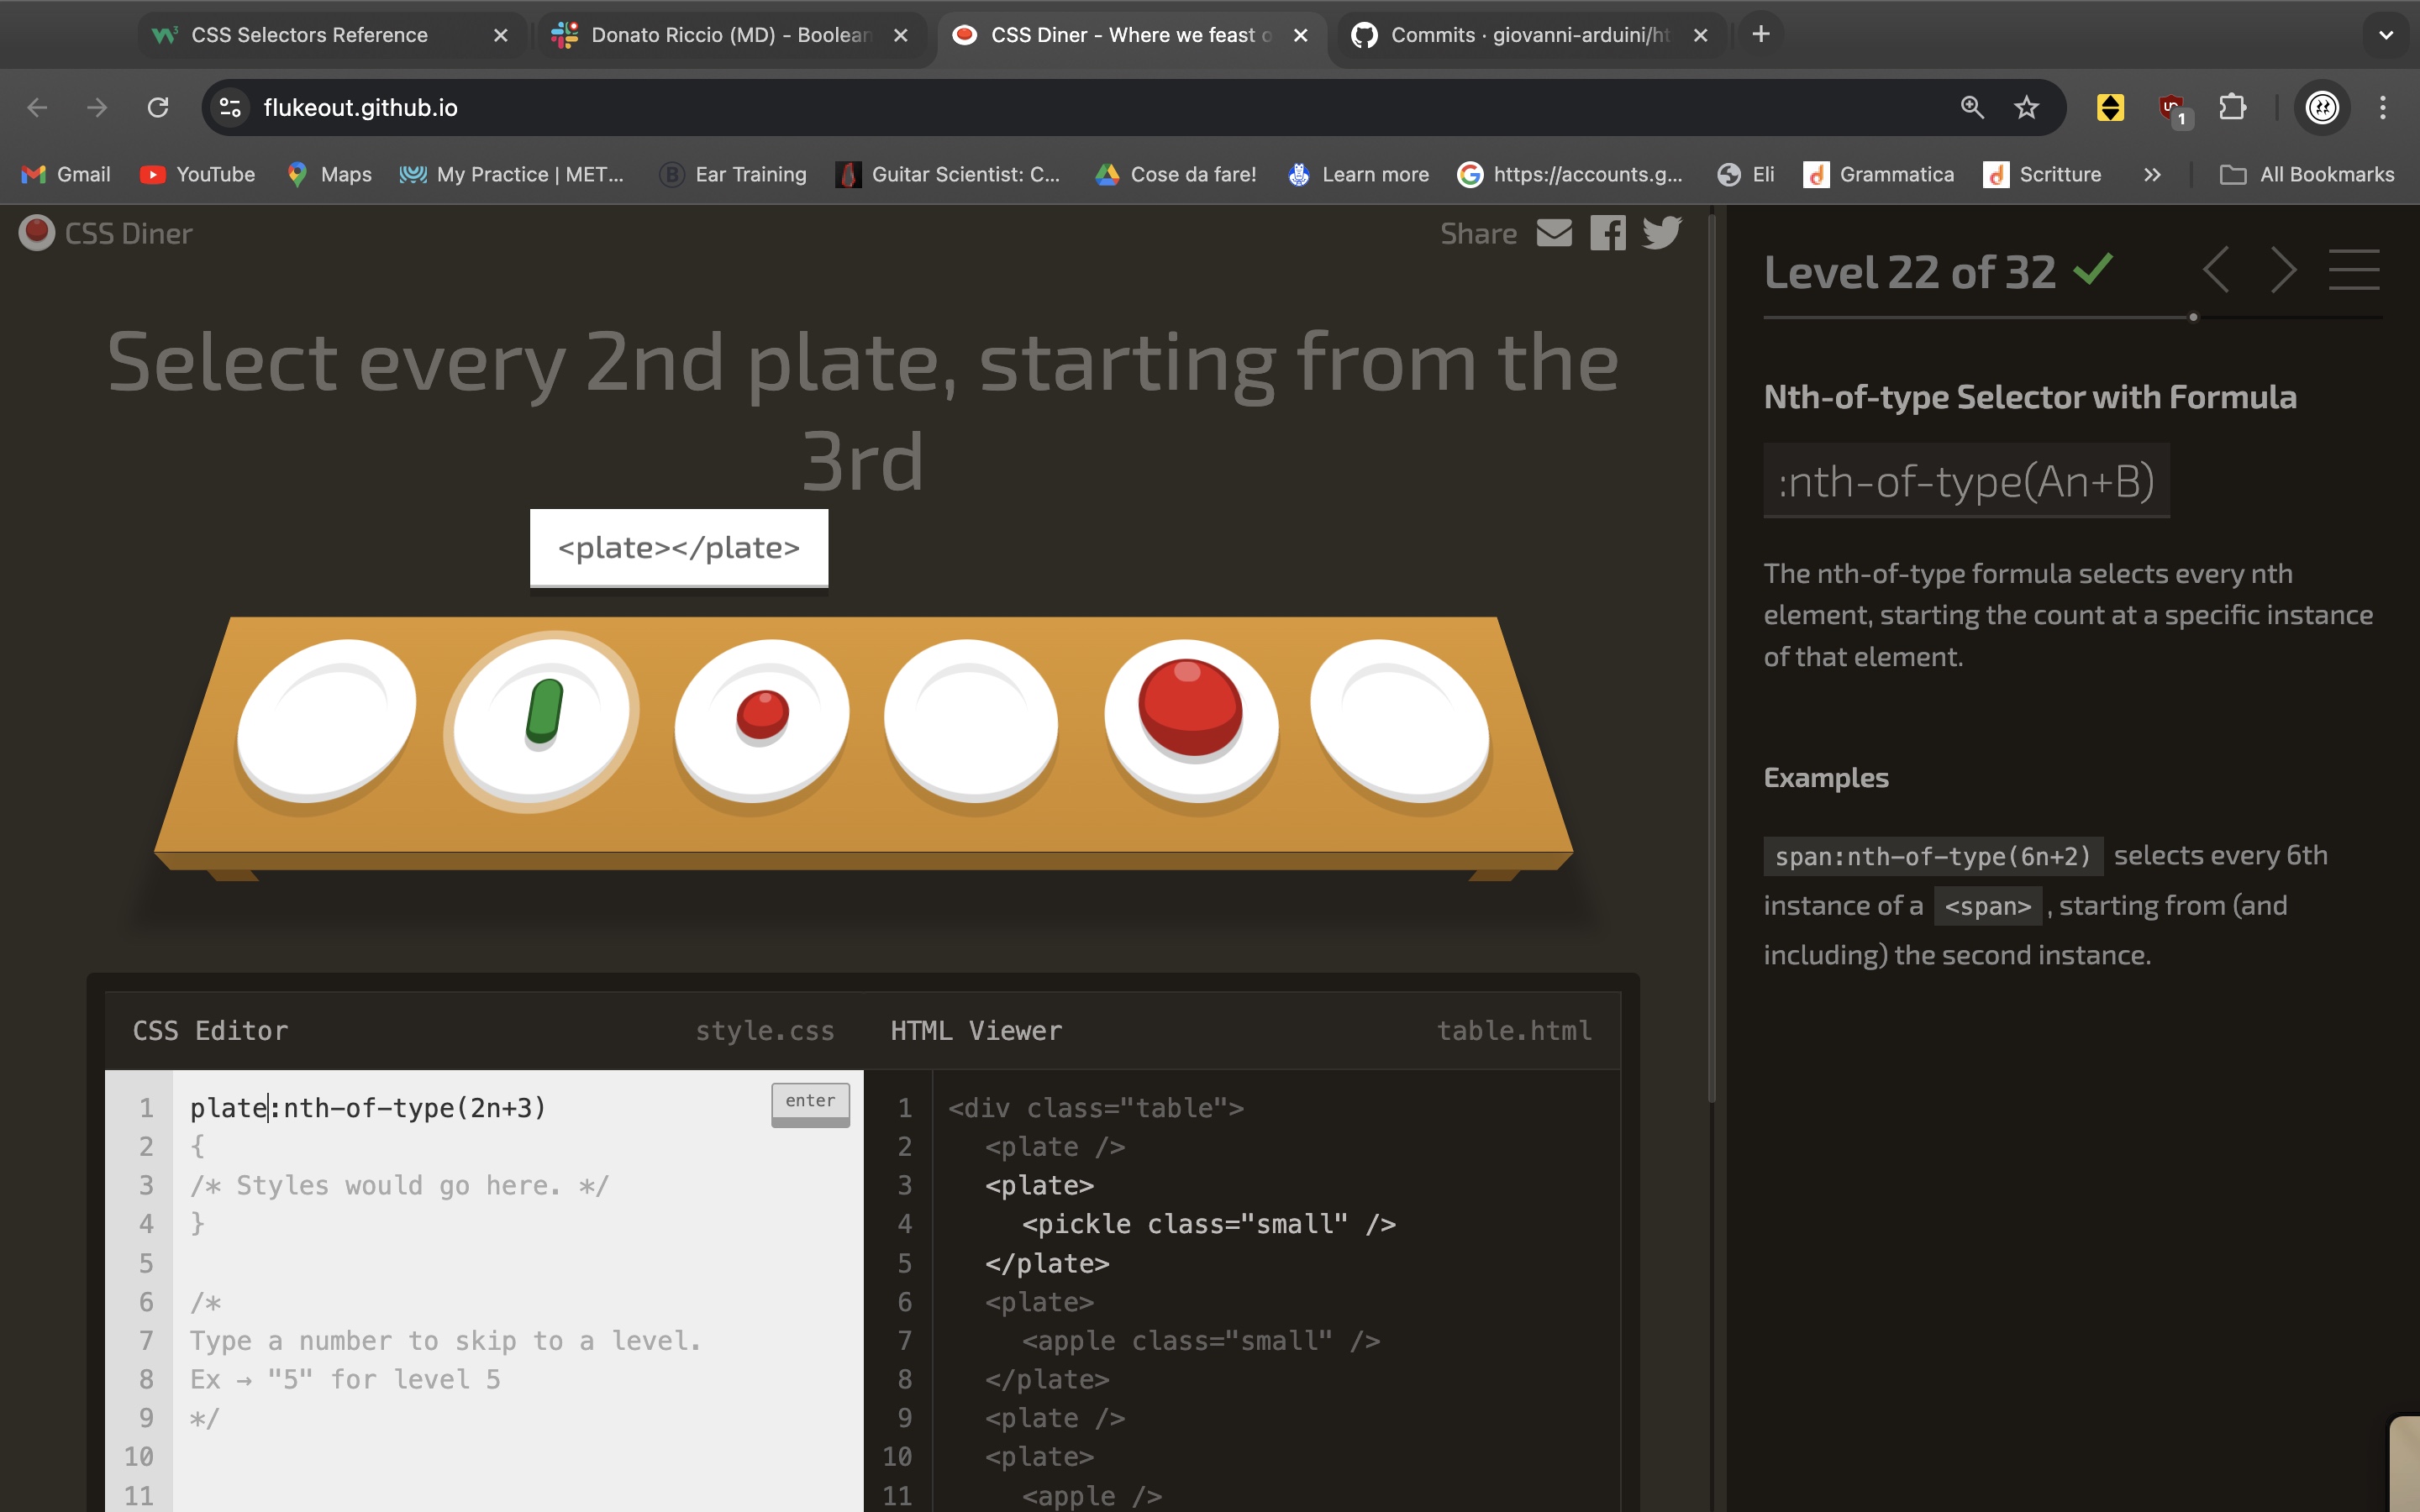 CSS Selectors Reference
Donato Riccio (MD) - Boolean
CSS Diner - Where we feast o
Commits · giovanni-arduini/ht
flukeout.github.io
1
Gmail
YouTube
Maps
My Practice | MET...
Ear Training
Guitar Scientist: C...
Cose da fare!
Learn more
https://accounts.g...
Eli
Grammatica
Scritture
All Bookmarks
CSS Diner
Share
Select every 2nd plate, starting from the
3rd
<plate></plate>
CSS Editor
style.css
1 plate:nth-of-type(2n+3)
enter
2 {
3 /* Styles would go here. */
4 }
5
6 /*
7 Type a number to skip to a level.
8 Ex → "5" for level 5
9 */
10
11
HTML Viewer
table.html
1 <div class="table">
2 <plate />
3 <plate>
4 <pickle class="small" />
5 </plate>
6 <plate>
7 <apple class="small" />
8 </plate>
9 <plate />
10 <plate>
11 <apple />
Level 22 of 32
Nth-of-type Selector with Formula
:nth-of-type(An+B)
The nth-of-type formula selects every nth
element, starting the count at a specific instance
of that element.
Examples
span:nth-of-type(6n+2) selects every 6th
instance of a <span> , starting from (and
including) the second instance.